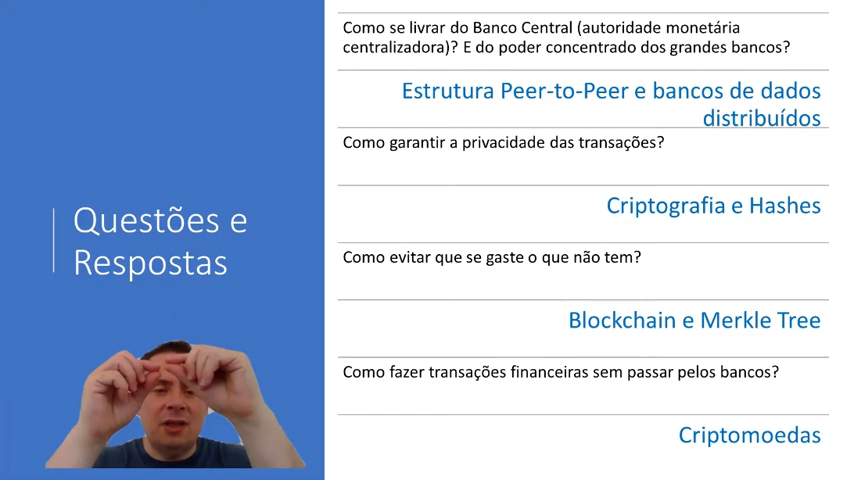 Questões e
Respostas
Como se livrar do Banco Central (autoridade monetária
centralizadora)? E do poder concentrado dos grandes bancos?
Estrutura Peer-to-Peer e bancos de dados
distribuídos
Como garantir a privacidade das transações?
Criptografia e Hashes
Como evitar que se gaste o que não tem?
Blockchain e Merkle Tree
Como fazer transações financeiras sem passar pelos bancos?
Criptomoedas